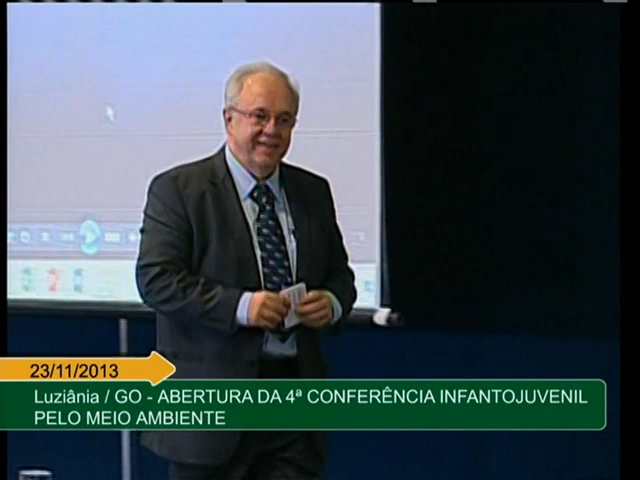 23/11/2013
Luziânia / GO - ABERTURA DA 4ª CONFERÊNCIA INFANTOJUVENIL
PELO MEIO AMBIENTE